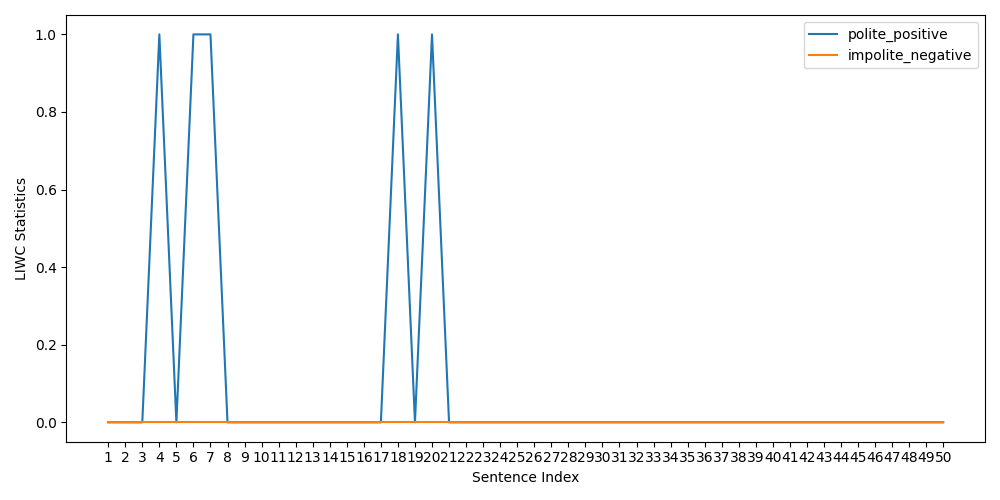 1.0
0.8
0.6
0.4
0.2
0.0
LIWC Statistics
polite_positive
impolite_negative
1 2 3 4 5 6 7 8 9 10 11 12 13 14 15 16 17 18 19 20 21 22 23 24 25 26 27 28 29 30 31 32 33 34 35 36 37 38 39 40 41 42 43 44 45 46 47 48 49 50
Sentence Index